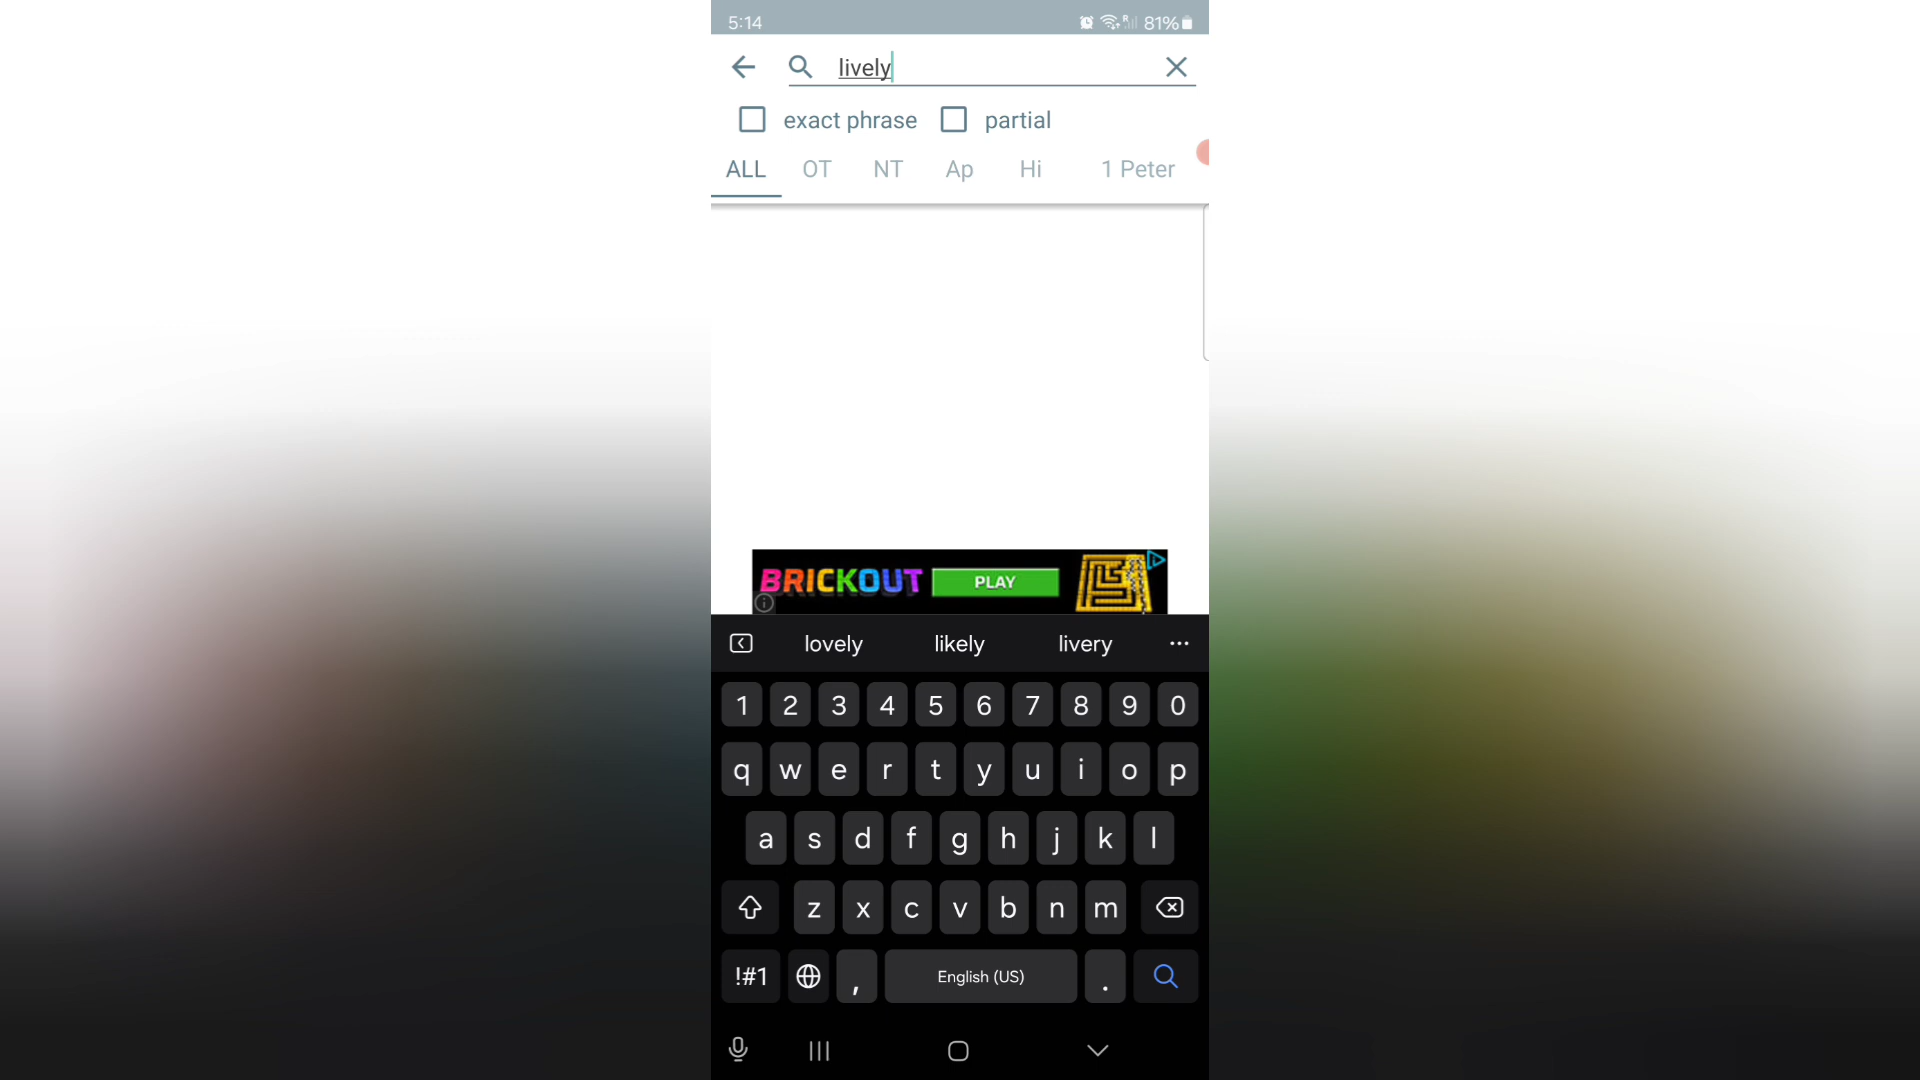 5:14 81%
lively
exact phrase partial
ALL OT NT Ap Hi 1 Peter
BRICKOUT PLAY
lovely likely livery ...
1 2 3 4 5 6 7 8 9 0
q w e r t y u i o p
a s d f g h j k l
z x c v b n m
!#1 , English (US) .